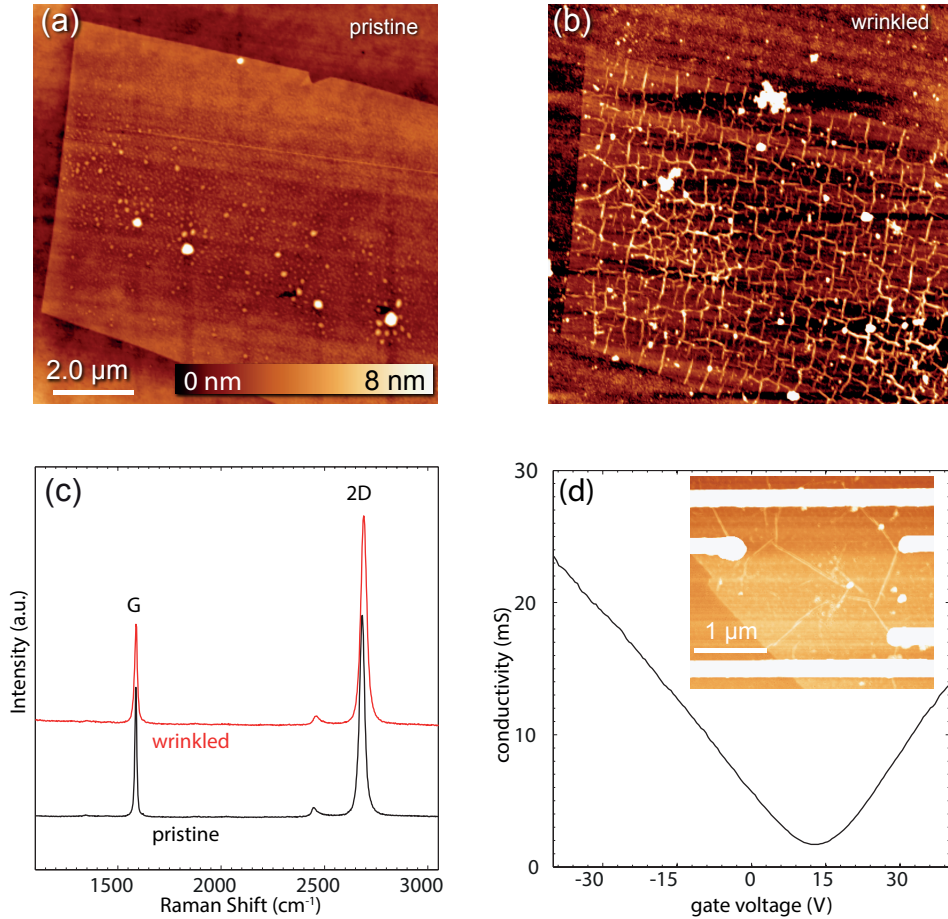 (a)
pristine
2.0 μm
0 nm
8 nm
(b)
wrinkled
(c)
2D
G
wrinkled
pristine
Intensity (a.u.)
1500
2000
2500
3000
Raman Shift (cm⁻¹)
(d)
30
20
10
0
conductivity (mS)
1 μm
-30
-15
0
15
30
gate voltage (V)